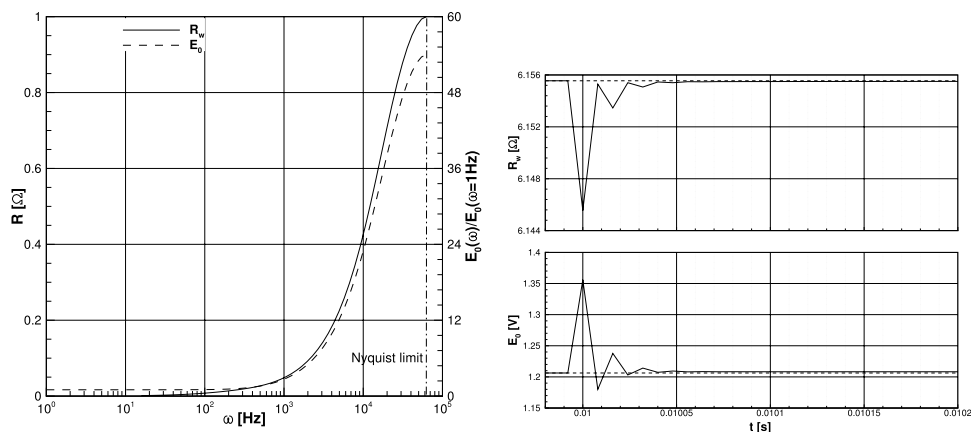 R_w
E_0
Nyquist limit
R [Ω]
1
0.8
0.6
0.4
0.2
0
E_0(ω)/E_0(ω=1Hz)
60
48
36
24
12
0
10^0 10^1 10^2 10^3 10^4 10^5
ω [Hz]
R_w [Ω]
6.156
6.152
6.148
6.144
E_0 [V]
1.4
1.35
1.3
1.25
1.2
1.15
0.01 0.01005 0.0101 0.01015 0.0102
t [s]